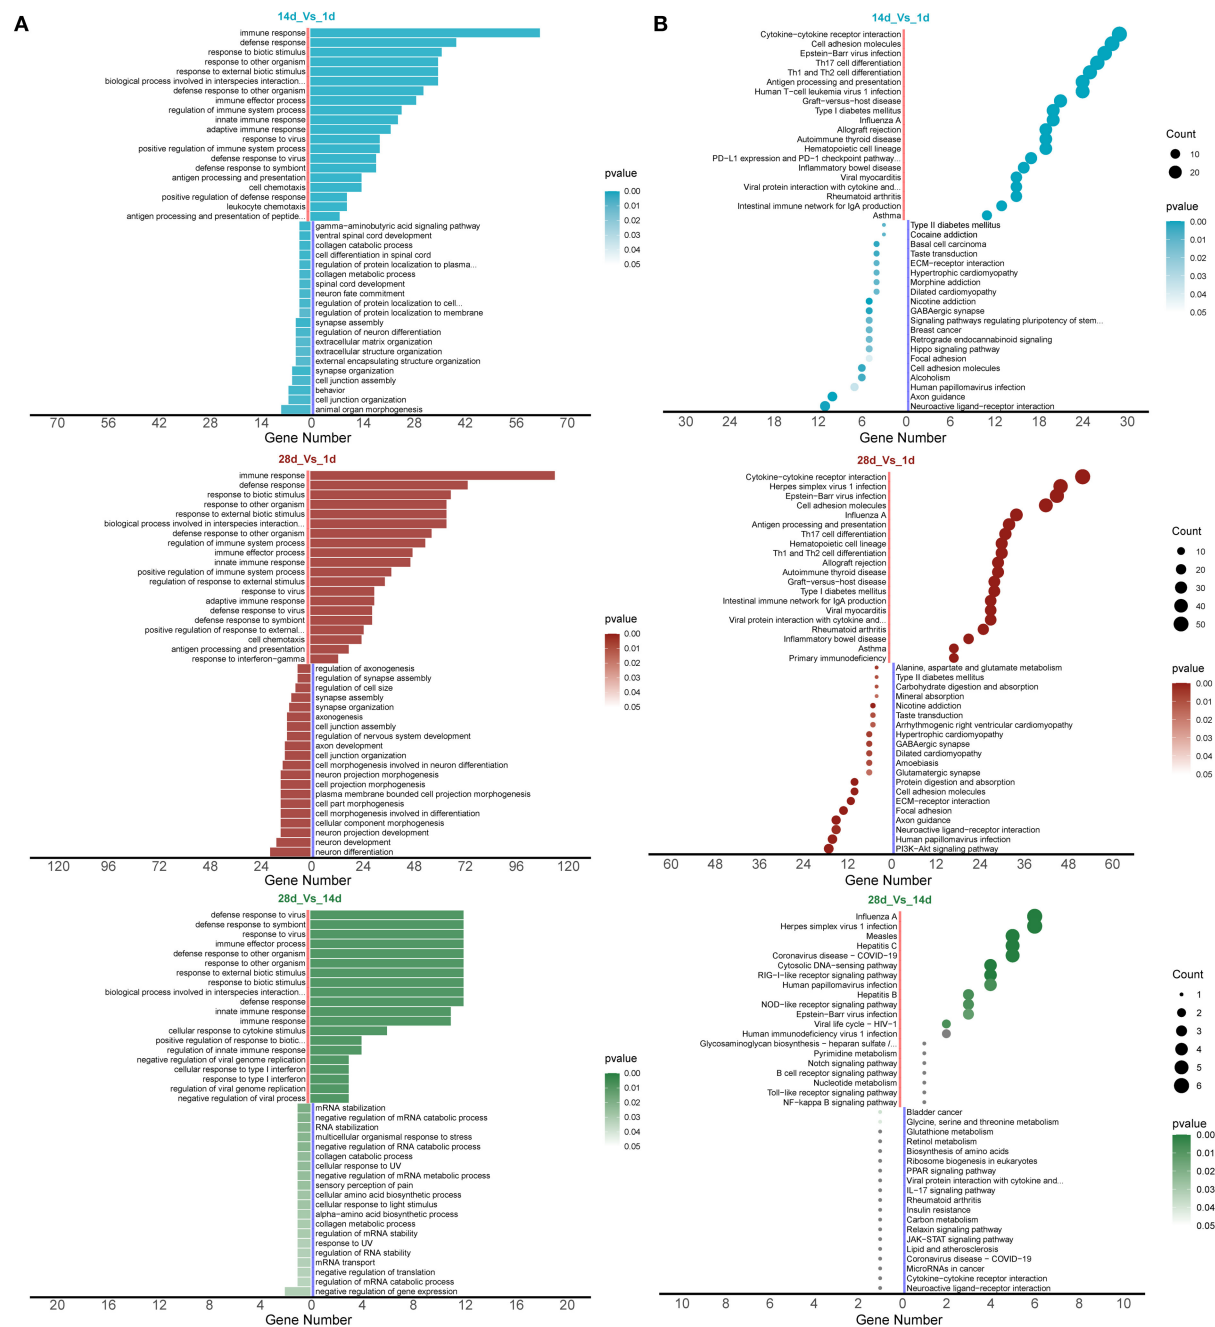 A
14d_Vs_1d
immune response
defense response
response to biotic stimulus
response to other organism
response to external biotic stimulus
biological process involved in interspecies interaction...
defense response to other organism
immune effector process
regulation of immune system process
innate immune response
adaptive immune response
response to virus
positive regulation of immune system process
defense response to virus
defense response to symbiont
antigen processing and presentation
cell chemotaxis
positive regulation of defense response
leukocyte chemotaxis
antigen processing and presentation of peptide...
gamma−aminobutyric acid signaling pathway
ventral spinal cord development
collagen catabolic process
cell differentiation in spinal cord
regulation of protein localization to plasma...
collagen metabolic process
spinal cord development
neuron fate commitment
regulation of protein localization to cell...
regulation of protein localization to membrane
synapse assembly
regulation of neuron differentiation
extracellular matrix organization
extracellular structure organization
external encapsulating structure organization
synapse organization
cell junction assembly
behavior
cell junction organization
animal organ morphogenesis
70 56 42 28 14 0 14 28 42 56 70
Gene Number
pvalue
0.00
0.01
0.02
0.03
0.04
0.05
28d_Vs_1d
immune response
defense response
response to biotic stimulus
response to other organism
response to external biotic stimulus
biological process involved in interspecies interaction...
defense response to other organism
regulation of immune system process
immune effector process
innate immune response
positive regulation of immune system process
regulation of response to external stimulus
response to virus
adaptive immune response
defense response to virus
defense response to symbiont
positive regulation of response to external...
cell chemotaxis
antigen processing and presentation
response to interferon−gamma
regulation of axonogenesis
regulation of synapse assembly
regulation of cell size
synapse assembly
synapse organization
axonogenesis
cell junction assembly
regulation of nervous system development
axon development
cell junction organization
cell morphogenesis involved in neuron differentiation
neuron projection morphogenesis
cell projection morphogenesis
plasma membrane bounded cell projection morphogenesis
cell part morphogenesis
cell morphogenesis involved in differentiation
cellular component morphogenesis
neuron projection development
neuron development
neuron differentiation
120 96 72 48 24 0 24 48 72 96 120
Gene Number
pvalue
0.00
0.01
0.02
0.03
0.04
0.05
28d_Vs_14d
defense response to virus
defense response to symbiont
response to virus
immune effector process
defense response to other organism
response to other organism
response to external biotic stimulus
response to biotic stimulus
biological process involved in interspecies interaction...
defense response
innate immune response
immune response
cellular response to cytokine stimulus
positive regulation of response to biotic...
regulation of innate immune response
negative regulation of viral genome replication
cellular response to type I interferon
response to type I interferon
regulation of viral genome replication
negative regulation of viral process
mRNA stabilization
negative regulation of mRNA catabolic process
RNA stabilization
multicellular organismal response to stress
negative regulation of RNA catabolic process
collagen catabolic process
cellular response to UV
negative regulation of mRNA metabolic process
sensory perception of pain
cellular amino acid biosynthetic process
cellular response to light stimulus
alpha−amino acid biosynthetic process
collagen metabolic process
regulation of mRNA stability
response to UV
regulation of RNA stability
mRNA transport
negative regulation of translation
regulation of mRNA catabolic process
negative regulation of gene expression
20 16 12 8 4 0 4 8 12 16 20
Gene Number
pvalue
0.00
0.01
0.02
0.03
0.04
0.05
B
14d_Vs_1d
Cytokine−cytokine receptor interaction
Cell adhesion molecules
Epstein−Barr virus infection
Th17 cell differentiation
Th1 and Th2 cell differentiation
Antigen processing and presentation
Human T−cell leukemia virus 1 infection
Graft−versus−host disease
Type I diabetes mellitus
Influenza A
Allograft rejection
Autoimmune thyroid disease
Hematopoietic cell lineage
PD−L1 expression and PD−1 checkpoint pathway...
Inflammatory bowel disease
Viral myocarditis
Viral protein interaction with cytokine and...
Rheumatoid arthritis
Intestinal immune network for IgA production
Asthma
Type II diabetes mellitus
Cocaine addiction
Basal cell carcinoma
Taste transduction
ECM−receptor interaction
Hypertrophic cardiomyopathy
Morphine addiction
Dilated cardiomyopathy
Nicotine addiction
GABAergic synapse
Signaling pathways regulating pluripotency of stem...
Breast cancer
Retrograde endocannabinoid signaling
Hippo signaling pathway
Focal adhesion
Cell adhesion molecules
Alcoholism
Human papillomavirus infection
Axon guidance
Neuroactive ligand−receptor interaction
30 24 18 12 6 0 6 12 18 24 30
Gene Number
Count
10
20
pvalue
0.00
0.01
0.02
0.03
0.04
0.05
28d_Vs_1d
Cytokine−cytokine receptor interaction
Herpes simplex virus 1 infection
Epstein−Barr virus infection
Cell adhesion molecules
Influenza A
Antigen processing and presentation
Th17 cell differentiation
Hematopoietic cell lineage
Th1 and Th2 cell differentiation
Allograft rejection
Autoimmune thyroid disease
Graft−versus−host disease
Type I diabetes mellitus
Intestinal immune network for IgA production
Viral myocarditis
Viral protein interaction with cytokine and...
Rheumatoid arthritis
Inflammatory bowel disease
Asthma
Primary immunodeficiency
Alanine, aspartate and glutamate metabolism
Type II diabetes mellitus
Carbohydrate digestion and absorption
Mineral absorption
Nicotine addiction
Taste transduction
Arrhythmogenic right ventricular cardiomyopathy
Hypertrophic cardiomyopathy
GABAergic synapse
Dilated cardiomyopathy
Amoebiasis
Glutamatergic synapse
Protein digestion and absorption
Cell adhesion molecules
ECM−receptor interaction
Focal adhesion
Axon guidance
Neuroactive ligand−receptor interaction
Human papillomavirus infection
PI3K−Akt signaling pathway
60 48 36 24 12 0 12 24 36 48 60
Gene Number
Count
10
20
30
40
50
pvalue
0.00
0.01
0.02
0.03
0.04
0.05
28d_Vs_14d
Influenza A
Herpes simplex virus 1 infection
Measles
Hepatitis C
Coronavirus disease − COVID−19
Cytosolic DNA−sensing pathway
RIG−I−like receptor signaling pathway
Human papillomavirus infection
Hepatitis B
NOD−like receptor signaling pathway
Epstein−Barr virus infection
Viral life cycle − HIV−1
Human immunodeficiency virus 1 infection
Glycosaminoglycan biosynthesis − heparan sulfate /...
Pyrimidine metabolism
Notch signaling pathway
B cell receptor signaling pathway
Nucleotide metabolism
Toll−like receptor signaling pathway
NF−kappa B signaling pathway
Bladder cancer
Glycine, serine and threonine metabolism
Glutathione metabolism
Retinol metabolism
Biosynthesis of amino acids
Ribosome biogenesis in eukaryotes
PPAR signaling pathway
Viral protein interaction with cytokine and...
IL−17 signaling pathway
Rheumatoid arthritis
Insulin resistance
Carbon metabolism
Relaxin signaling pathway
JAK−STAT signaling pathway
Lipid and atherosclerosis
Coronavirus disease − COVID−19
MicroRNAs in cancer
Cytokine−cytokine receptor interaction
Neuroactive ligand−receptor interaction
10 8 6 4 2 0 2 4 6 8 10
Gene Number
Count
1
2
3
4
5
6
pvalue
0.00
0.01
0.02
0.03
0.04
0.05